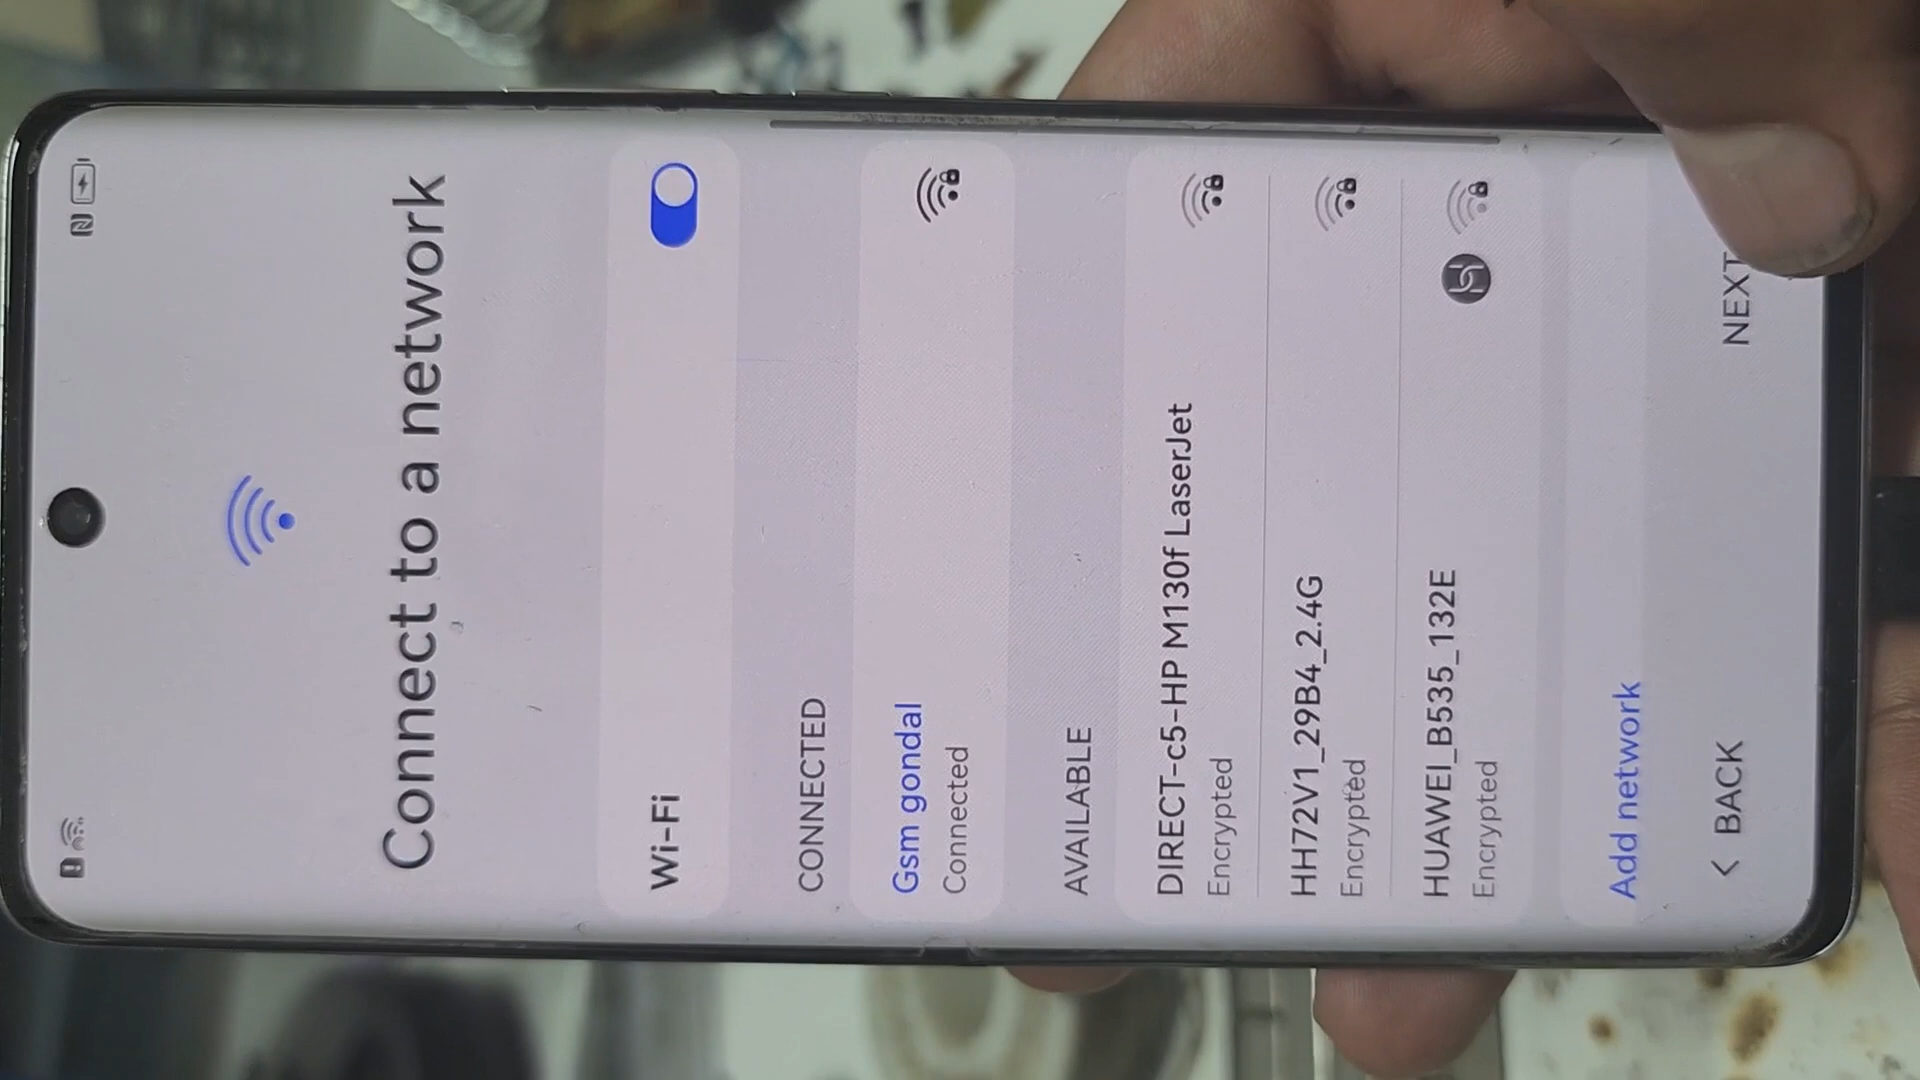 Connect to a network
Wi-Fi
CONNECTED
Gsm gondal
Connected
AVAILABLE
DIRECT-c5-HP M130f LaserJet
Encrypted
HH72V1_29B4_2.4G
Encrypted
HUAWEI_B535_132E
Encrypted
Add network
< BACK
NEXT